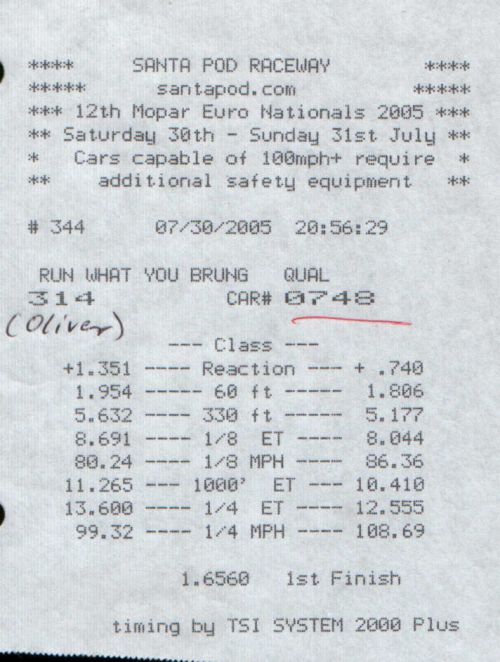 **** SANTA POD RACEWAY ****
***** santapod.com *****
*** 12th Mopar Euro Nationals 2005 ***
** Saturday 30th - Sunday 31st July **
* Cars capable of 100mph+ require *
** additional safety equipment **
# 344 07/30/2005 20:56:29
RUN WHAT YOU BRUNG QUAL
314 CAR# 0748
(Oliver)
--- Class ---
+1.351 ---- Reaction --- + .740
1.954 ---- 60 ft ----- 1.806
5.632 ---- 330 ft ---- 5.177
8.691 ---- 1/8 ET ---- 8.044
80.24 ---- 1/8 MPH ---- 86.36
11.265 --- 1000' ET --- 10.410
13.600 ---- 1/4 ET ---- 12.555
99.32 ---- 1/4 MPH ---- 108.69
1.6560 1st Finish
timing by TSI SYSTEM 2000 Plus